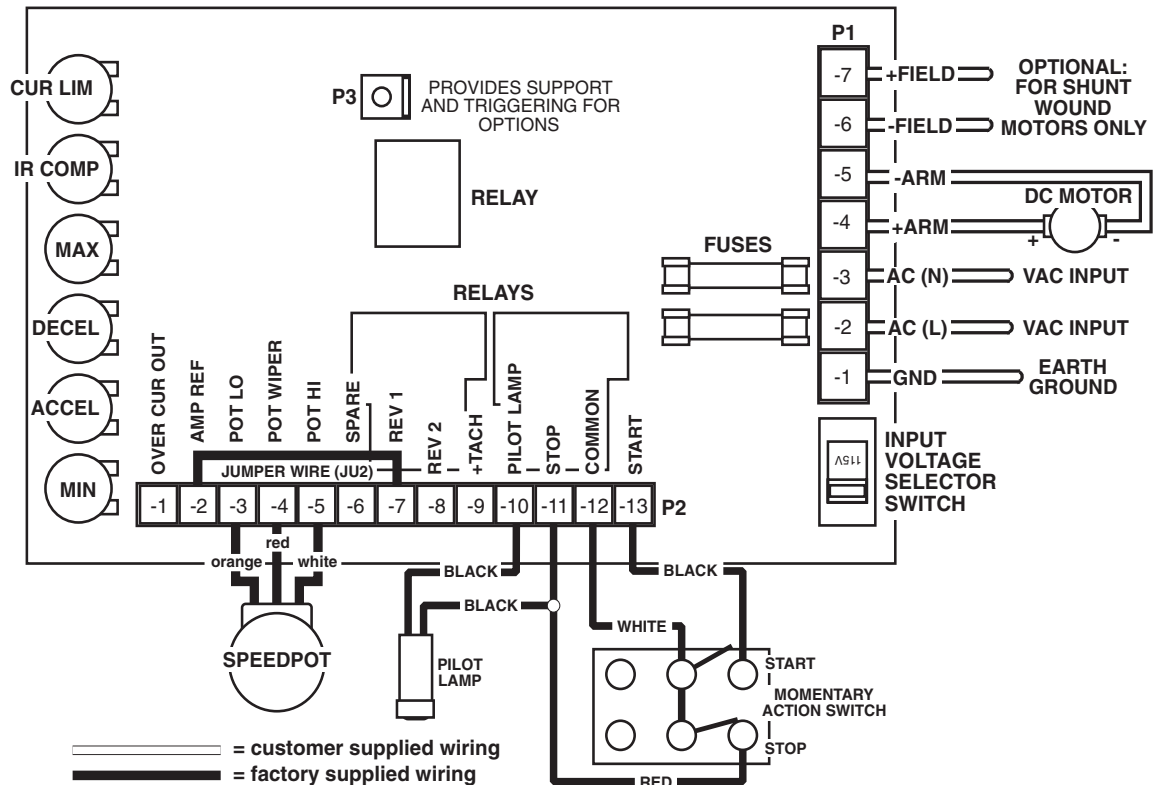 P1
CUR LIM
IR COMP
MAX
DECEL
ACCEL
MIN
P3
PROVIDES SUPPORT
AND TRIGGERING FOR
OPTIONS
RELAY
RELAYS
FUSES
-7
+FIELD
-6
-FIELD
OPTIONAL:
FOR SHUNT
WOUND
MOTORS ONLY
-5
-ARM
DC MOTOR
-4
+ARM
+
-
-3
AC (N)
VAC INPUT
-2
AC (L)
VAC INPUT
-1
GND
EARTH
GROUND
115V
INPUT
VOLTAGE
SELECTOR
SWITCH
OVER CUR OUT
AMP REF
POT LO
POT WIPER
POT HI
SPARE
REV 1
REV 2
+TACH
PILOT LAMP
STOP
COMMON
START
JUMPER WIRE (JU2)
-1 -2 -3 -4 -5 -6 -7 -8 -9 -10 -11 -12 -13 P2
orange
red
white
SPEEDPOT
BLACK
BLACK
PILOT
LAMP
BLACK
WHITE
START
MOMENTARY
ACTION SWITCH
STOP
RED
= customer supplied wiring
= factory supplied wiring